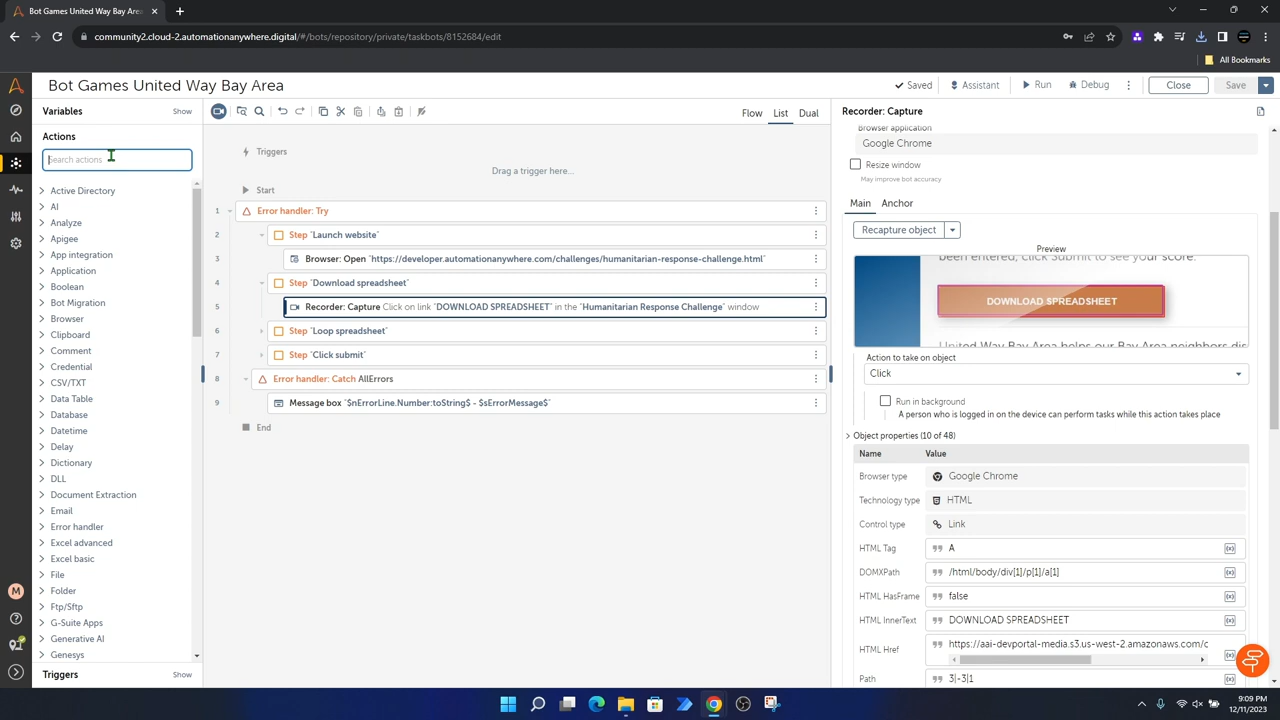 Bot Games United Way Bay Area
community2.cloud-2.automationanywhere.digital/#/bots/repository/private/taskbots/8152684/edit
All Bookmarks
Bot Games United Way Bay Area
Saved
Assistant
Run
Debug
Close
Save
Variables
Show
Flow
List
Dual
Recorder: Capture
Actions
Search actions
Active Directory
AI
Analyze
Apigee
App integration
Application
Boolean
Bot Migration
Browser
Clipboard
Comment
Credential
CSV/TXT
Data Table
Database
Datetime
Delay
Dictionary
DLL
Document Extraction
Email
Error handler
Excel advanced
Excel basic
File
Folder
Ftp/Sftp
G-Suite Apps
Generative AI
Genesys
Triggers
Show
M
Triggers
Drag a trigger here...
Start
1 Error handler: Try
2 Step "Launch website"
3 Browser: Open "https://developer.automationanywhere.com/challenges/humanitarian-response-challenge.html"
4 Step "Download spreadsheet"
5 Recorder: Capture Click on link "DOWNLOAD SPREADSHEET" in the "Humanitarian Response Challenge" window
6 Step "Loop spreadsheet"
7 Step "Click submit"
8 Error handler: Catch AllErrors
9 Message box "$nErrorLine.Number:toString$ - $sErrorMessage$"
End
Browser application
Google Chrome
Resize window
May improve bot accuracy
Main
Anchor
Recapture object
Preview
been entered, click Submit to see your score.
DOWNLOAD SPREADSHEET
United Way Bay Area helps our Bay Area neighbors dis
Action to take on object
Click
Run in background
A person who is logged in on the device can perform tasks while this action takes place
Object properties (10 of 48)
Name
Value
Browser type
Google Chrome
Technology type
HTML
Control type
Link
HTML Tag
A
DOMXPath
/html/body/div[1]/p[1]/a[1]
HTML HasFrame
false
HTML InnerText
DOWNLOAD SPREADSHEET
HTML Href
https://aai-devportal-media.s3.us-west-2.amazonaws.com/c
Path
3|-3|1
9:09 PM
12/11/2023